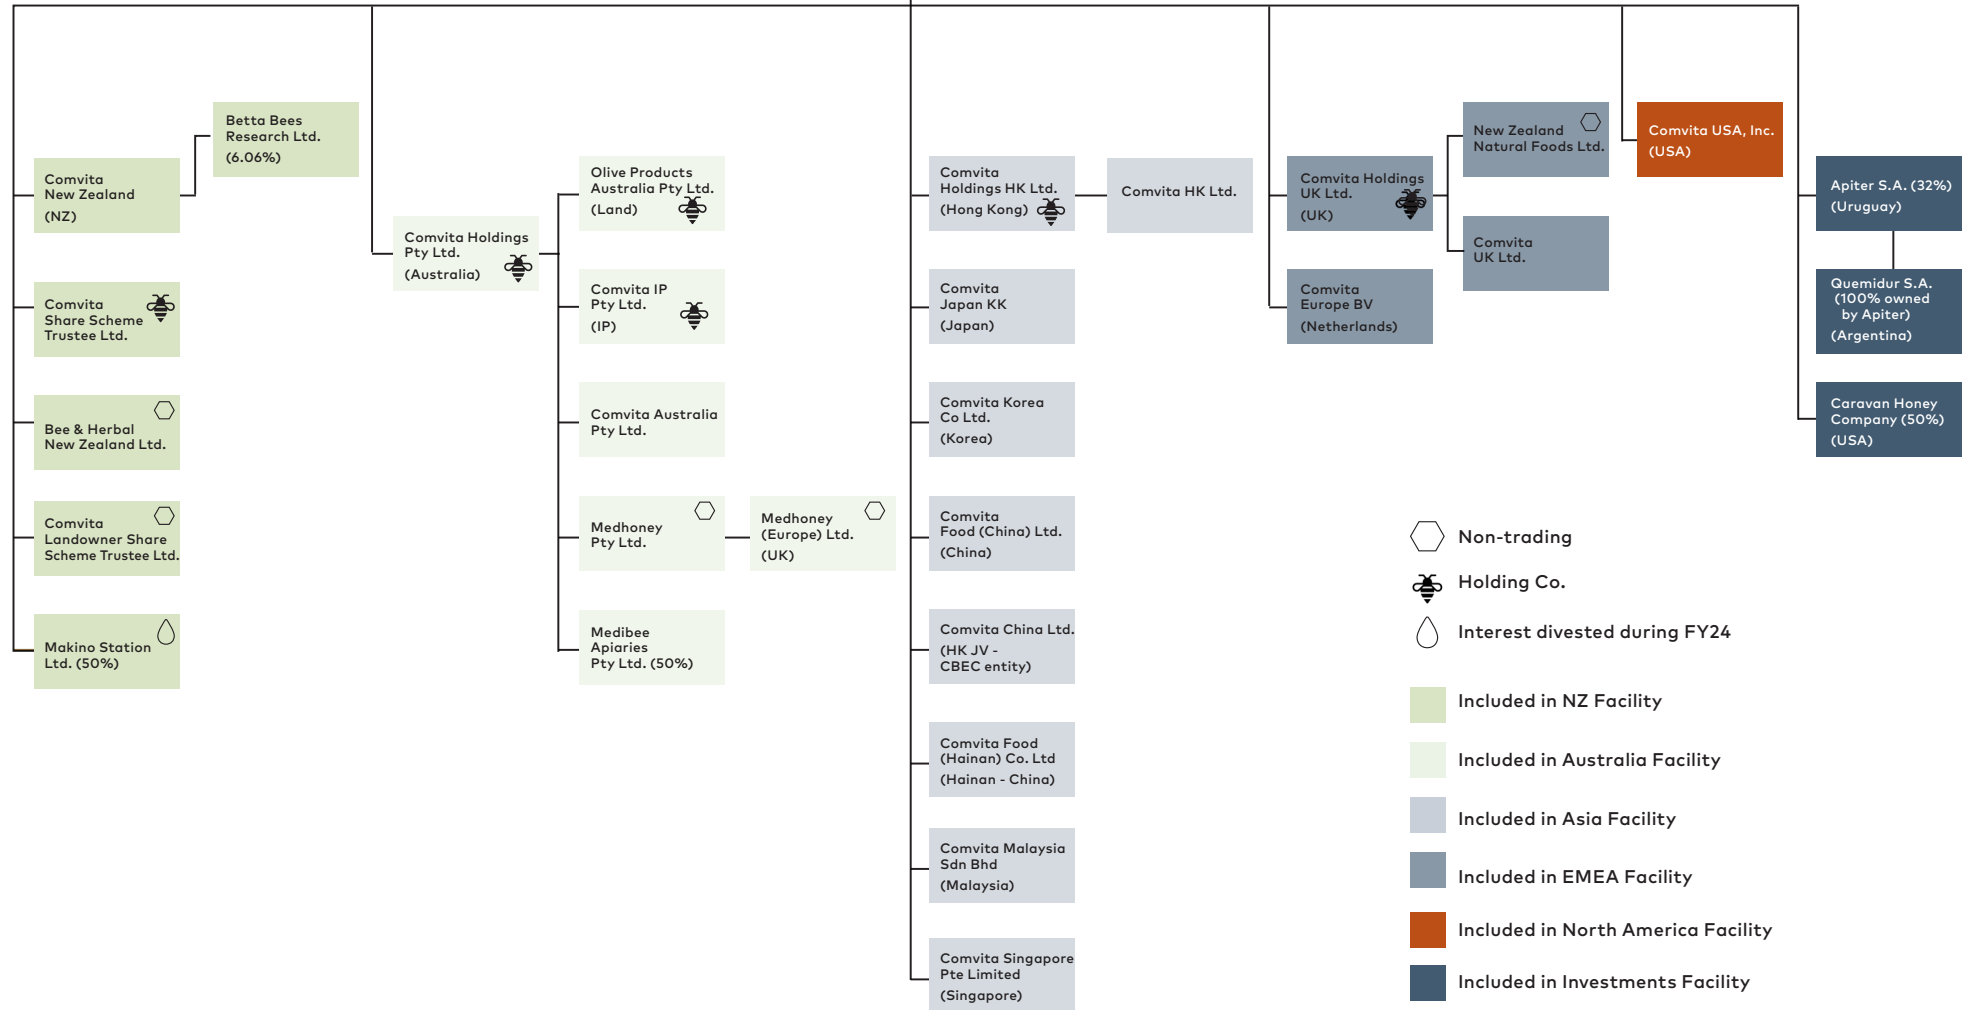 Betta Bees
Research Ltd.
(6.06%)
Comvita
New Zealand
(NZ)
Comvita
Share Scheme
Trustee Ltd.
Bee & Herbal
New Zealand Ltd.
Comvita
Landowner Share
Scheme Trustee Ltd.
Makino Station
Ltd. (50%)
Comvita Holdings
Pty Ltd.
(Australia)
Olive Products
Australia Pty Ltd.
(Land)
Comvita IP
Pty Ltd.
(IP)
Comvita Australia
Pty Ltd.
Medhoney
Pty Ltd.
Medhoney
(Europe) Ltd.
(UK)
Medibee
Apiaries
Pty Ltd. (50%)
Comvita
Holdings HK Ltd.
(Hong Kong)
Comvita HK Ltd.
Comvita
Japan KK
(Japan)
Comvita Korea
Co Ltd.
(Korea)
Comvita
Food (China) Ltd.
(China)
Comvita China Ltd.
(HK JV -
CBEC entity)
Comvita Food
(Hainan) Co. Ltd
(Hainan - China)
Comvita Malaysia
Sdn Bhd
(Malaysia)
Comvita Singapore
Pte Limited
(Singapore)
Comvita Holdings
UK Ltd.
(UK)
New Zealand
Natural Foods Ltd.
Comvita
UK Ltd.
Comvita
Europe BV
(Netherlands)
Comvita USA, Inc.
(USA)
Apiter S.A. (32%)
(Uruguay)
Quemidur S.A.
(100% owned
by Apiter)
(Argentina)
Caravan Honey
Company (50%)
(USA)
Non-trading
Holding Co.
Interest divested during FY24
Included in NZ Facility
Included in Australia Facility
Included in Asia Facility
Included in EMEA Facility
Included in North America Facility
Included in Investments Facility